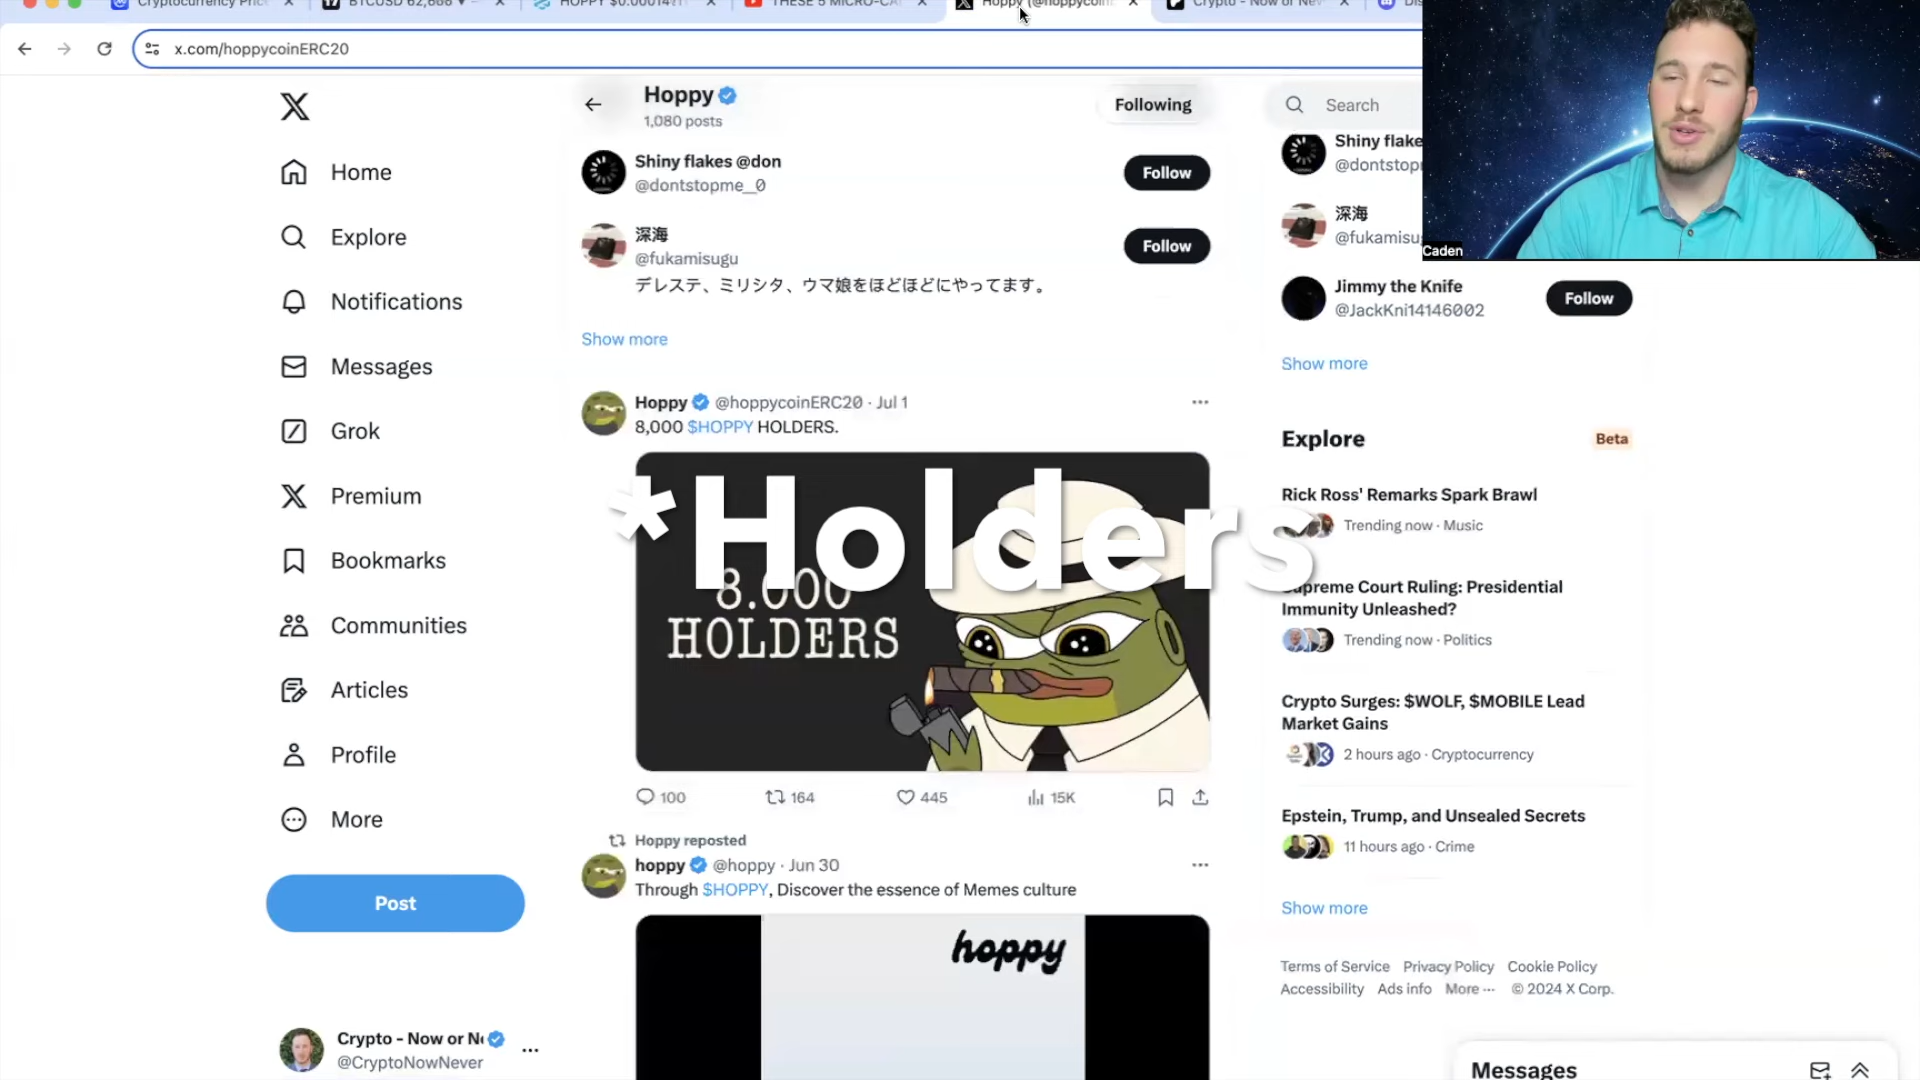 Cryptocurrency Price
BTCUSD 62,608
HOPPY
THESE 5 MICRO-CA
Hoppy (@hoppycoin
Crypto - Now or Nev
Dis
x.com/hoppycoinERC20
Hoppy
1,080 posts
Following
Search
Home
Explore
Notifications
Messages
Grok
Premium
Bookmarks
Communities
Articles
Profile
More
Post
Crypto - Now or Ne
@CryptoNowNever
Shiny flakes @don
@dontstopme__0
Follow
深海
@fukamisugu
Follow
デレステ、ミリシタ、ウマ娘をほどほどにやってます。
Show more
Hoppy @hoppycoinERC20 · Jul 1
8,000 $HOPPY HOLDERS.
*Holders
8.000
HOLDERS
100 164 445 15K
Hoppy reposted
hoppy @hoppy · Jun 30
Through $HOPPY, Discover the essence of Memes culture
hoppy
Shiny flake
@dontstop
深海
@fukamisu
Jimmy the Knife
@JackKni14146002
Follow
Show more
Explore
Beta
Rick Ross' Remarks Spark Brawl
Trending now · Music
Supreme Court Ruling: Presidential
Immunity Unleashed?
Trending now · Politics
Crypto Surges: $WOLF, $MOBILE Lead
Market Gains
2 hours ago · Cryptocurrency
Epstein, Trump, and Unsealed Secrets
11 hours ago · Crime
Show more
Terms of Service Privacy Policy Cookie Policy
Accessibility Ads info More ··· © 2024 X Corp.
Messages
Caden